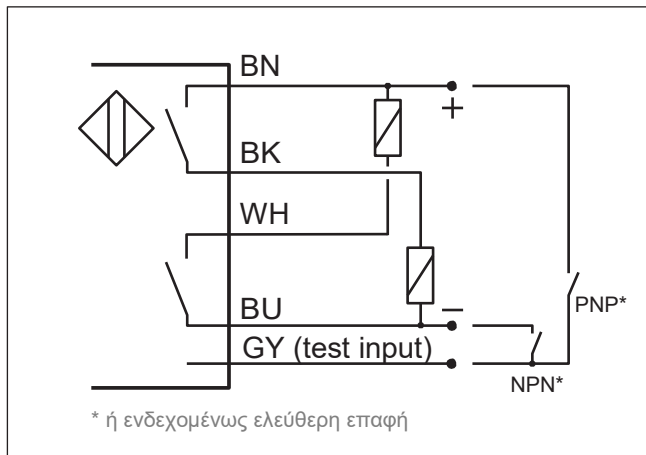 BN
+
BK
WH
BU
−
PNP*
GY (test input)
NPN*
* ή ενδεχομένως ελεύθερη επαφή